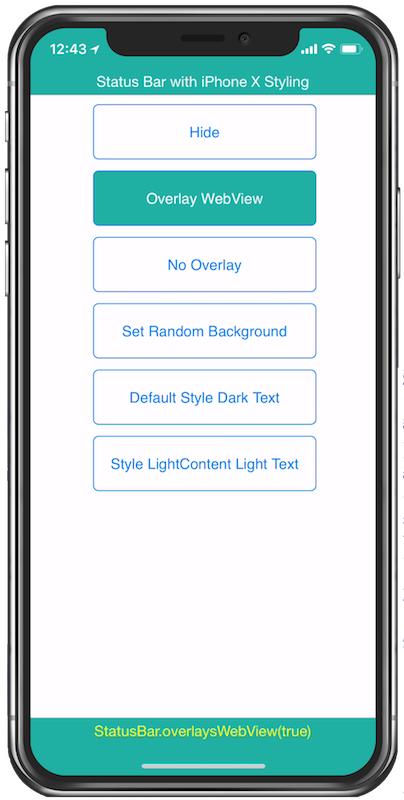 12:43
Status Bar with iPhone X Styling
Hide
Overlay WebView
No Overlay
Set Random Background
Default Style Dark Text
Style LightContent Light Text
StatusBar.overlaysWebView(true)